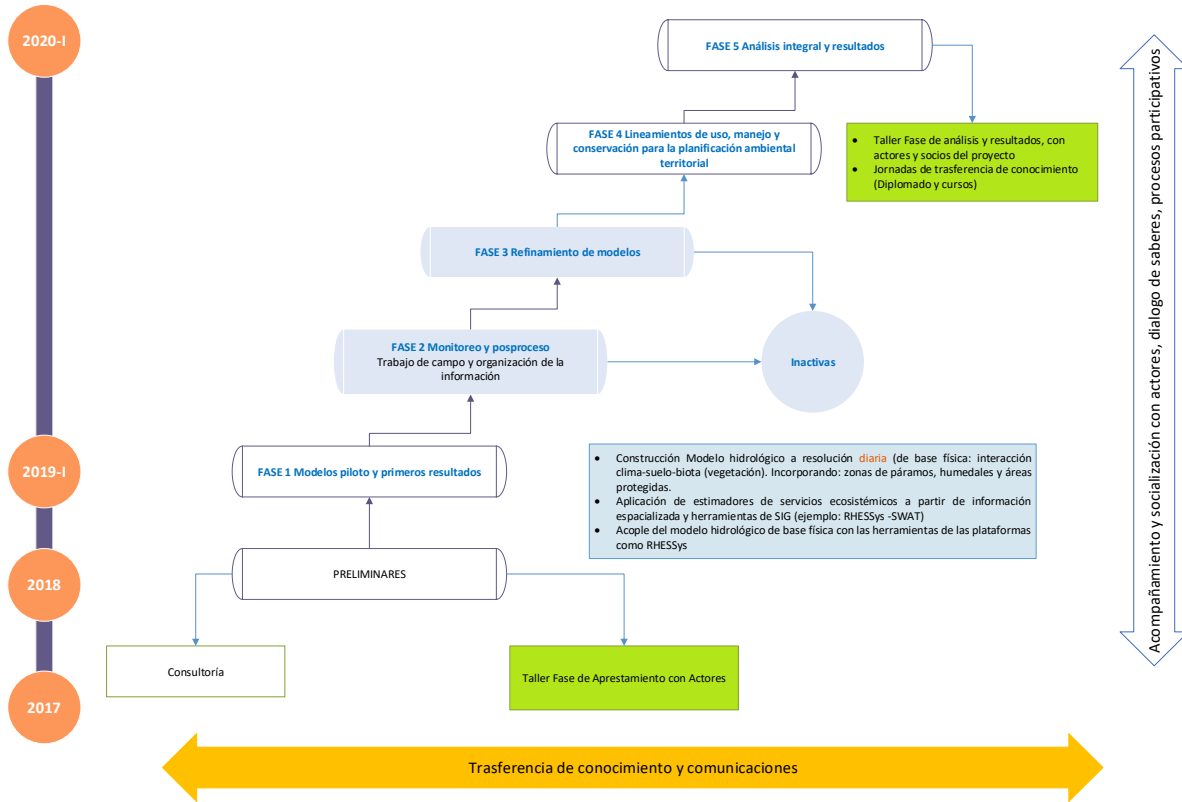 2020-I
FASE 5 Análisis integral y resultados
FASE 4 Lineamientos de uso, manejo y
conservación para la planificación ambiental
territorial
• Taller Fase de análisis y resultados, con
actores y socios del proyecto
• Jornadas de trasferencia de conocimiento
(Diplomado y cursos)
FASE 3 Refinamiento de modelos
FASE 2 Monitoreo y posproceso
Trabajo de campo y organización de la
información
Inactivas
2019-I
FASE 1 Modelos piloto y primeros resultados
• Construcción Modelo hidrológico a resolución diaria (de base física: interacción
clima-suelo-biota (vegetación). Incorporando: zonas de páramos, humedales y áreas
protegidas.
• Aplicación de estimadores de servicios ecosistémicos a partir de información
espacializada y herramientas de SIG (ejemplo: RHESSys -SWAT)
• Acople del modelo hidrológico de base física con las herramientas de las plataformas
como RHESSys
2018
PRELIMINARES
Consultoría
Taller Fase de Aprestamiento con Actores
2017
Trasferencia de conocimiento y comunicaciones
Acompañamiento y socialización con actores, dialogo de saberes, procesos participativos